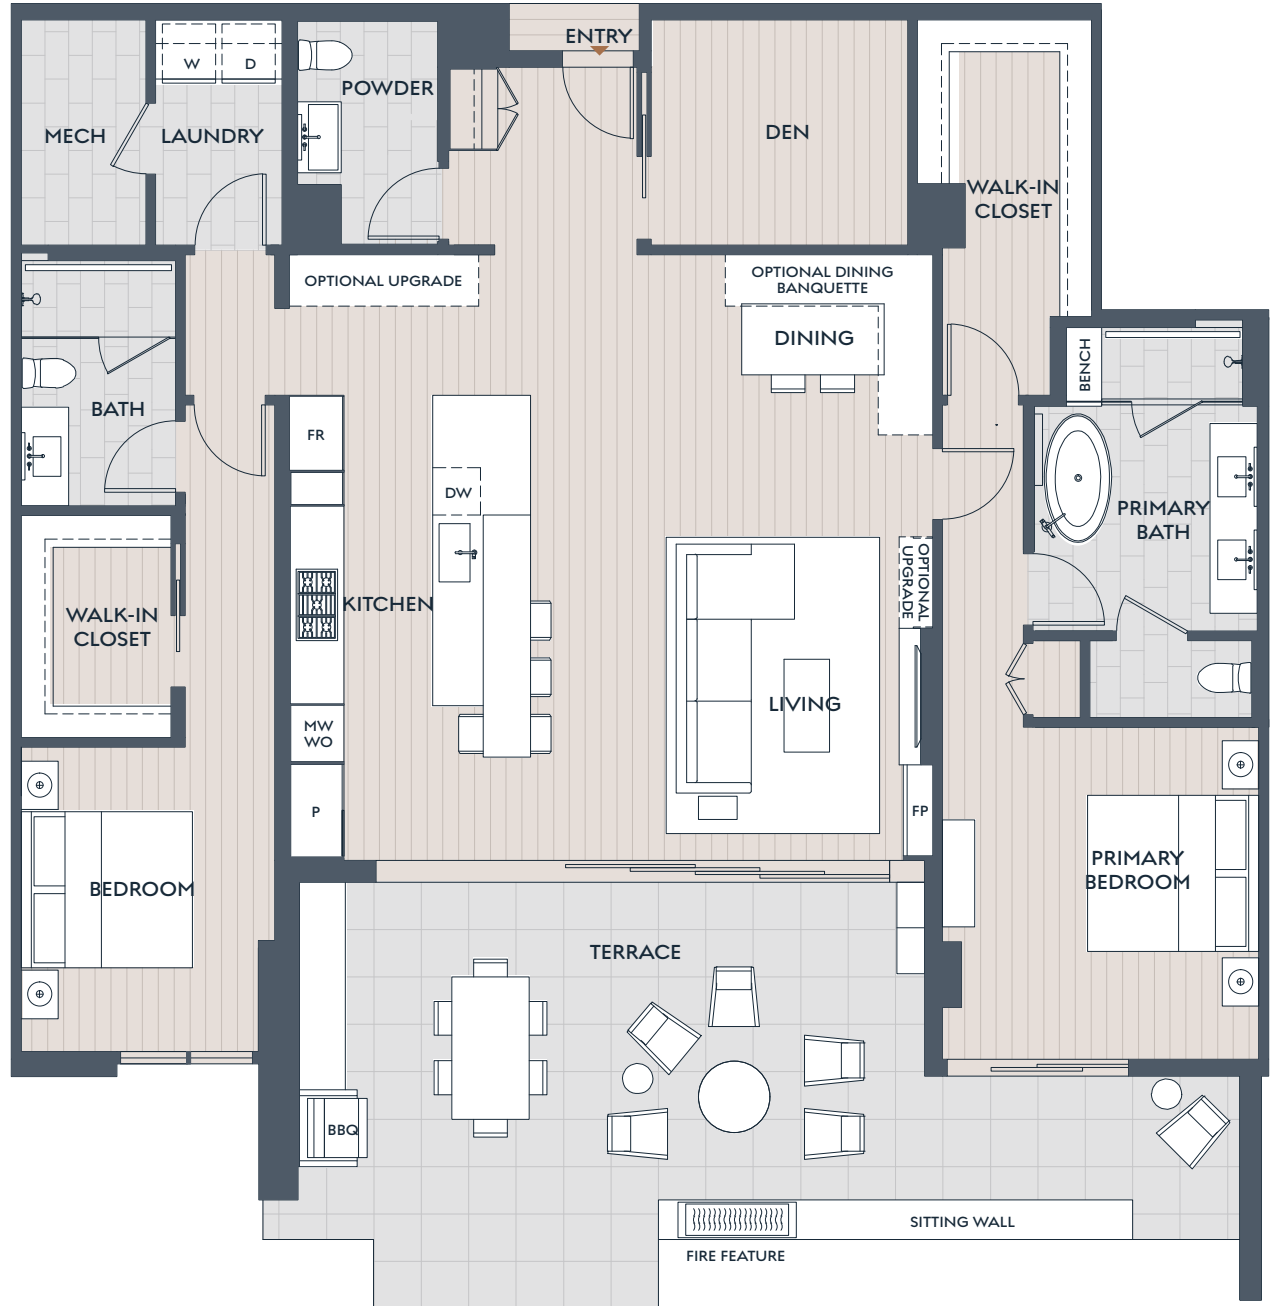 ENTRY
W
D
POWDER
MECH
LAUNDRY
DEN
WALK-IN
CLOSET
OPTIONAL UPGRADE
OPTIONAL DINING
BANQUETTE
DINING
BENCH
BATH
FR
DW
PRIMARY
BATH
OPTIONAL
UPGRADE
KITCHEN
WALK-IN
CLOSET
LIVING
MW
WO
P
FP
BEDROOM
PRIMARY
BEDROOM
TERRACE
BBQ
SITTING WALL
FIRE FEATURE